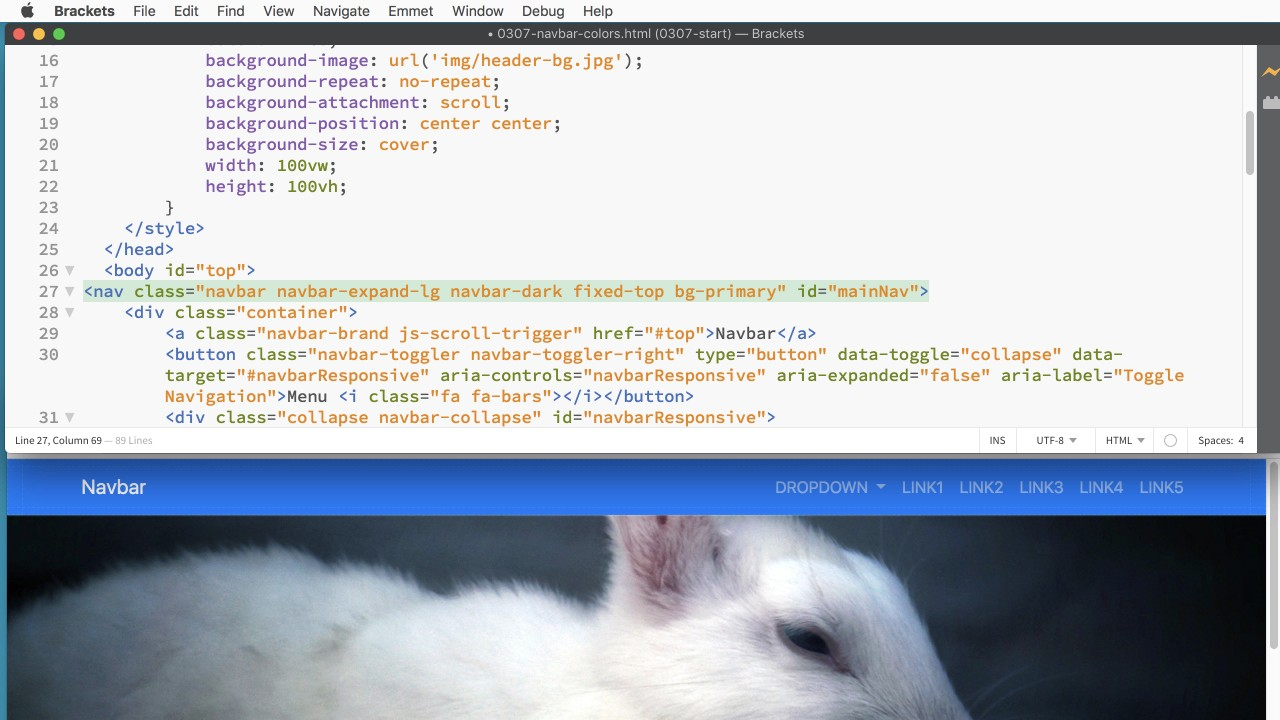 Brackets File Edit Find View Navigate Emmet Window Debug Help
• 0307-navbar-colors.html (0307-start) — Brackets
16 background-image: url('img/header-bg.jpg');
17 background-repeat: no-repeat;
18 background-attachment: scroll;
19 background-position: center center;
20 background-size: cover;
21 width: 100vw;
22 height: 100vh;
23 }
24 </style>
25 </head>
26 <body id="top">
27 <nav class="navbar navbar-expand-lg navbar-dark fixed-top bg-primary" id="mainNav">
28 <div class="container">
29 <a class="navbar-brand js-scroll-trigger" href="#top">Navbar</a>
30 <button class="navbar-toggler navbar-toggler-right" type="button" data-toggle="collapse" data-
target="#navbarResponsive" aria-controls="navbarResponsive" aria-expanded="false" aria-label="Toggle
Navigation">Menu <i class="fa fa-bars"></i></button>
31 <div class="collapse navbar-collapse" id="navbarResponsive">
Line 27, Column 69 — 89 Lines INS UTF-8 HTML Spaces: 4
Navbar DROPDOWN LINK1 LINK2 LINK3 LINK4 LINK5